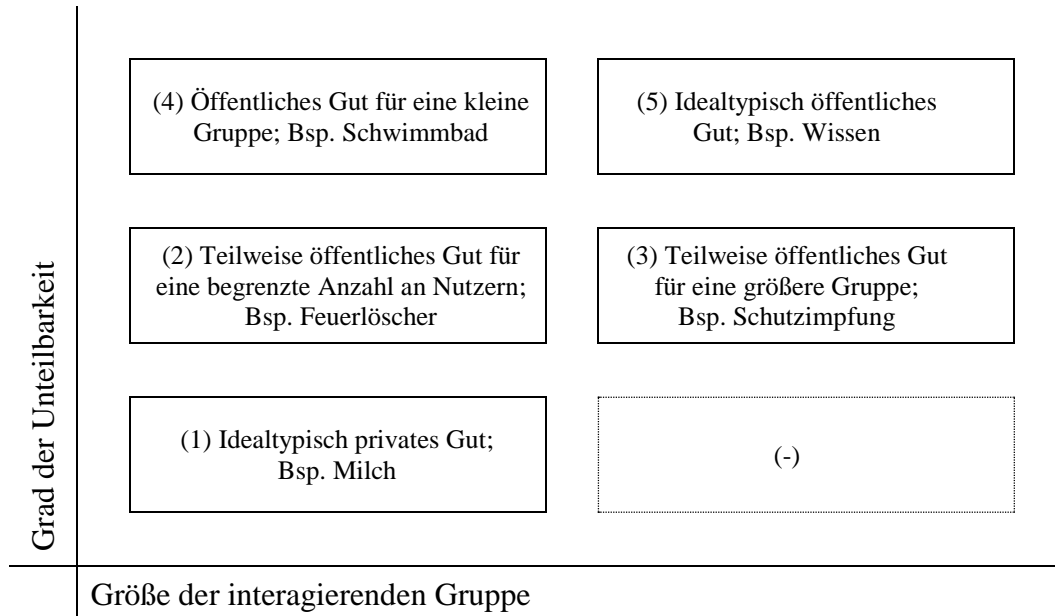 (4) Öffentliches Gut für eine kleine
Gruppe; Bsp. Schwimmbad
(5) Idealtypisch öffentliches
Gut; Bsp. Wissen
(2) Teilweise öffentliches Gut für
eine begrenzte Anzahl an Nutzern;
Bsp. Feuerlöscher
(3) Teilweise öffentliches Gut
für eine größere Gruppe;
Bsp. Schutzimpfung
(1) Idealtypisch privates Gut;
Bsp. Milch
(-)
Grad der Unteilbarkeit
Größe der interagierenden Gruppe